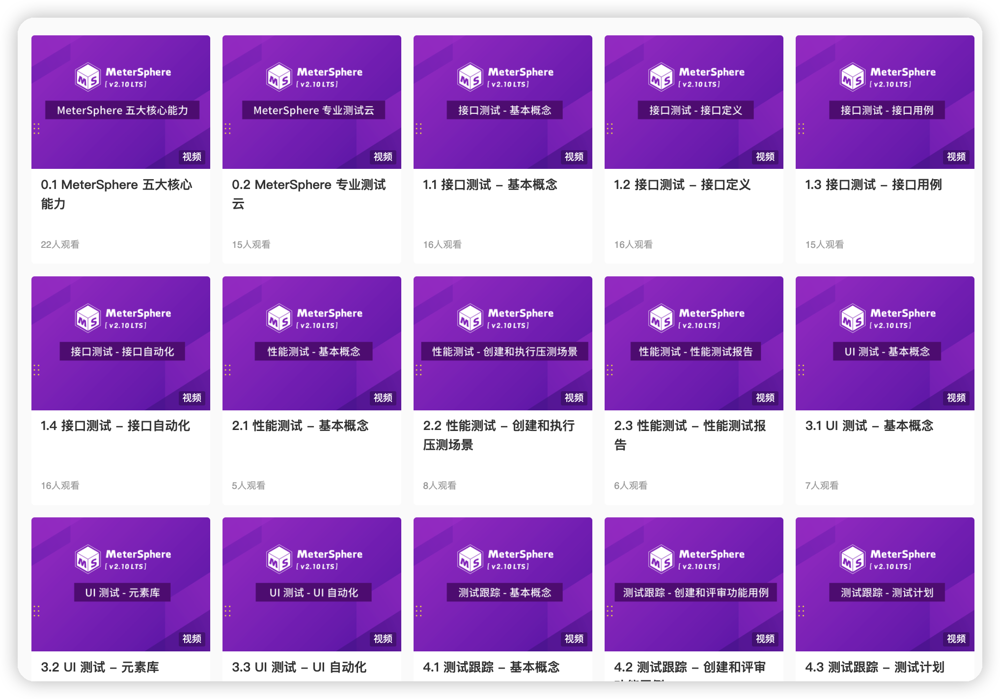 MeterSphere
[ v2.10 LTS ]
MeterSphere 五大核心能力
视频
0.1 MeterSphere 五大核心
能力
22人观看
MeterSphere
[ v2.10 LTS ]
MeterSphere 专业测试云
视频
0.2 MeterSphere 专业测试
云
15人观看
MeterSphere
[ v2.10 LTS ]
接口测试 - 基本概念
视频
1.1 接口测试 – 基本概念
16人观看
MeterSphere
[ v2.10 LTS ]
接口测试 - 接口定义
视频
1.2 接口测试 – 接口定义
16人观看
MeterSphere
[ v2.10 LTS ]
接口测试 - 接口用例
视频
1.3 接口测试 – 接口用例
15人观看
MeterSphere
[ v2.10 LTS ]
接口测试 - 接口自动化
视频
1.4 接口测试 – 接口自动化
16人观看
MeterSphere
[ v2.10 LTS ]
性能测试 - 基本概念
视频
2.1 性能测试 – 基本概念
5人观看
MeterSphere
[ v2.10 LTS ]
性能测试 - 创建和执行压测场景
视频
2.2 性能测试 – 创建和执行
压测场景
8人观看
MeterSphere
[ v2.10 LTS ]
性能测试 - 性能测试报告
视频
2.3 性能测试 – 性能测试报
告
6人观看
MeterSphere
[ v2.10 LTS ]
UI 测试 - 基本概念
视频
3.1 UI 测试 – 基本概念
7人观看
MeterSphere
[ v2.10 LTS ]
UI 测试 - 元素库
视频
3.2 UI 测试 – 元素库
MeterSphere
[ v2.10 LTS ]
UI 测试 - UI 自动化
视频
3.3 UI 测试 – UI 自动化
MeterSphere
[ v2.10 LTS ]
测试跟踪 - 基本概念
视频
4.1 测试跟踪 – 基本概念
MeterSphere
[ v2.10 LTS ]
测试跟踪 - 创建和评审功能用例
视频
4.2 测试跟踪 – 创建和评审
MeterSphere
[ v2.10 LTS ]
测试跟踪 - 测试计划
视频
4.3 测试跟踪 – 测试计划